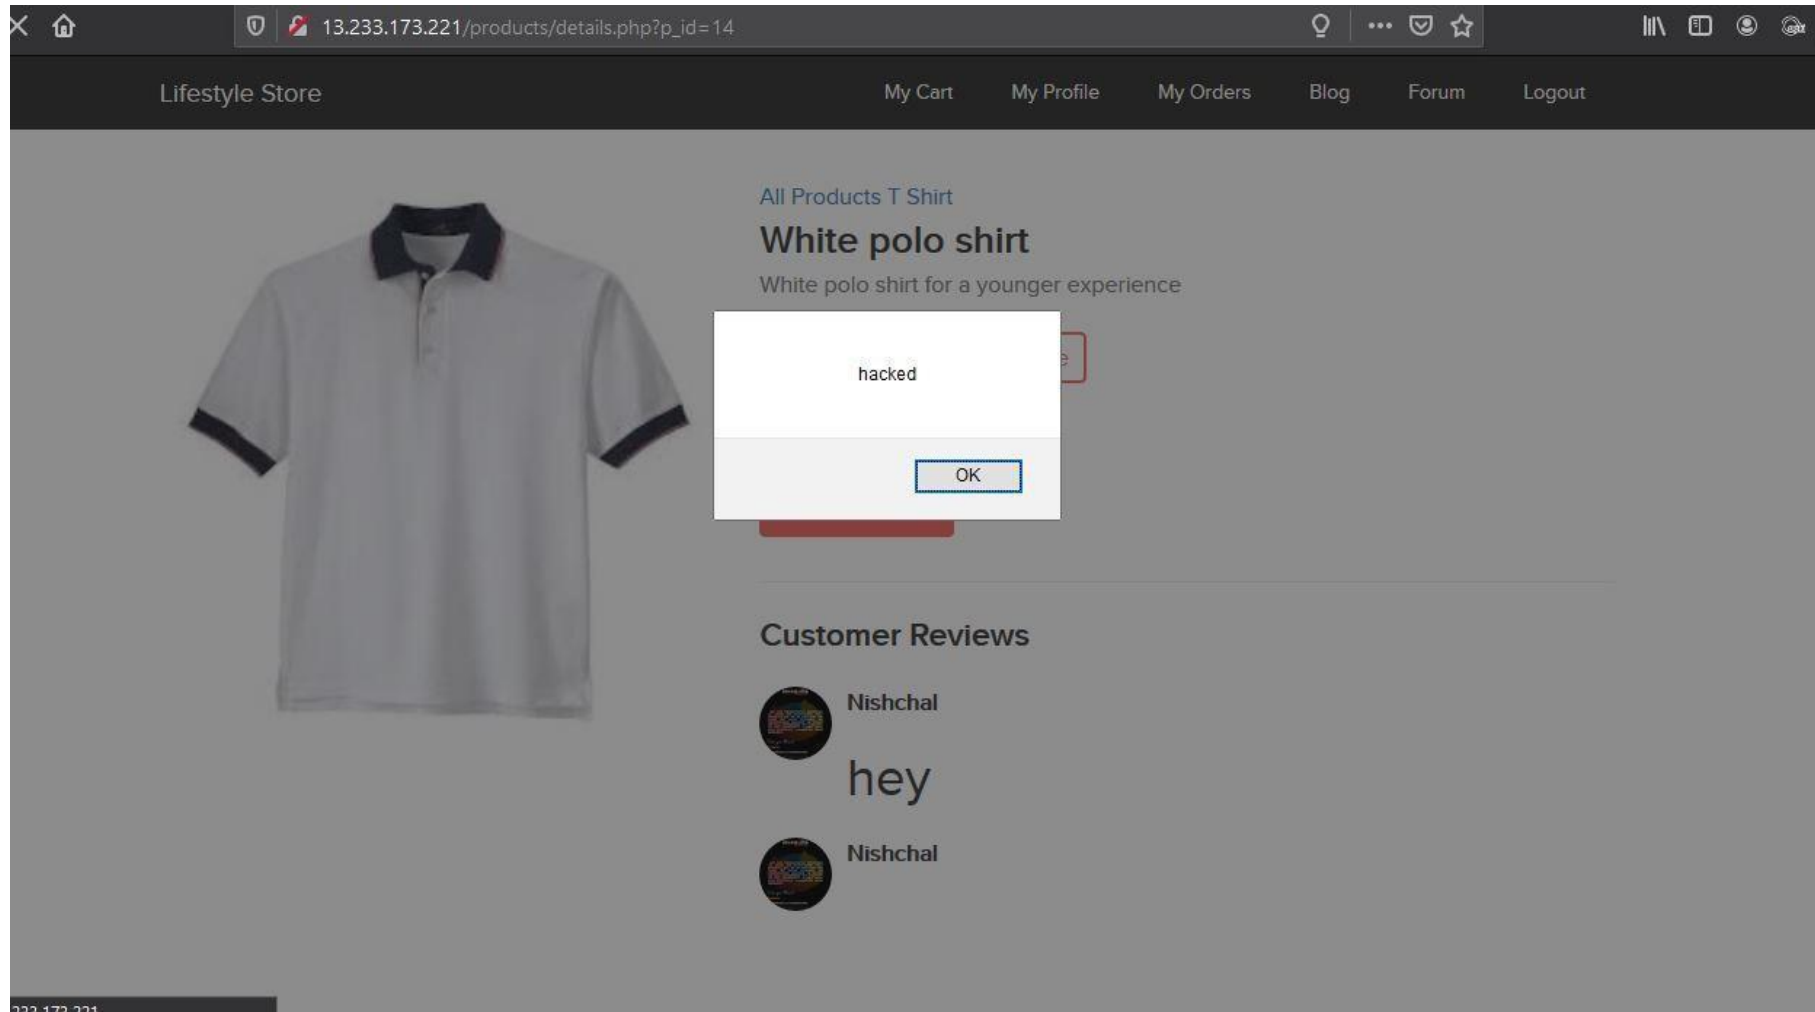 13.233.173.221/products/details.php?p_id=14
Lifestyle Store
My Cart
My Profile
My Orders
Blog
Forum
Logout
All Products T Shirt
White polo shirt
White polo shirt for a younger experience
hacked
OK
Customer Reviews
Nishchal
hey
Nishchal